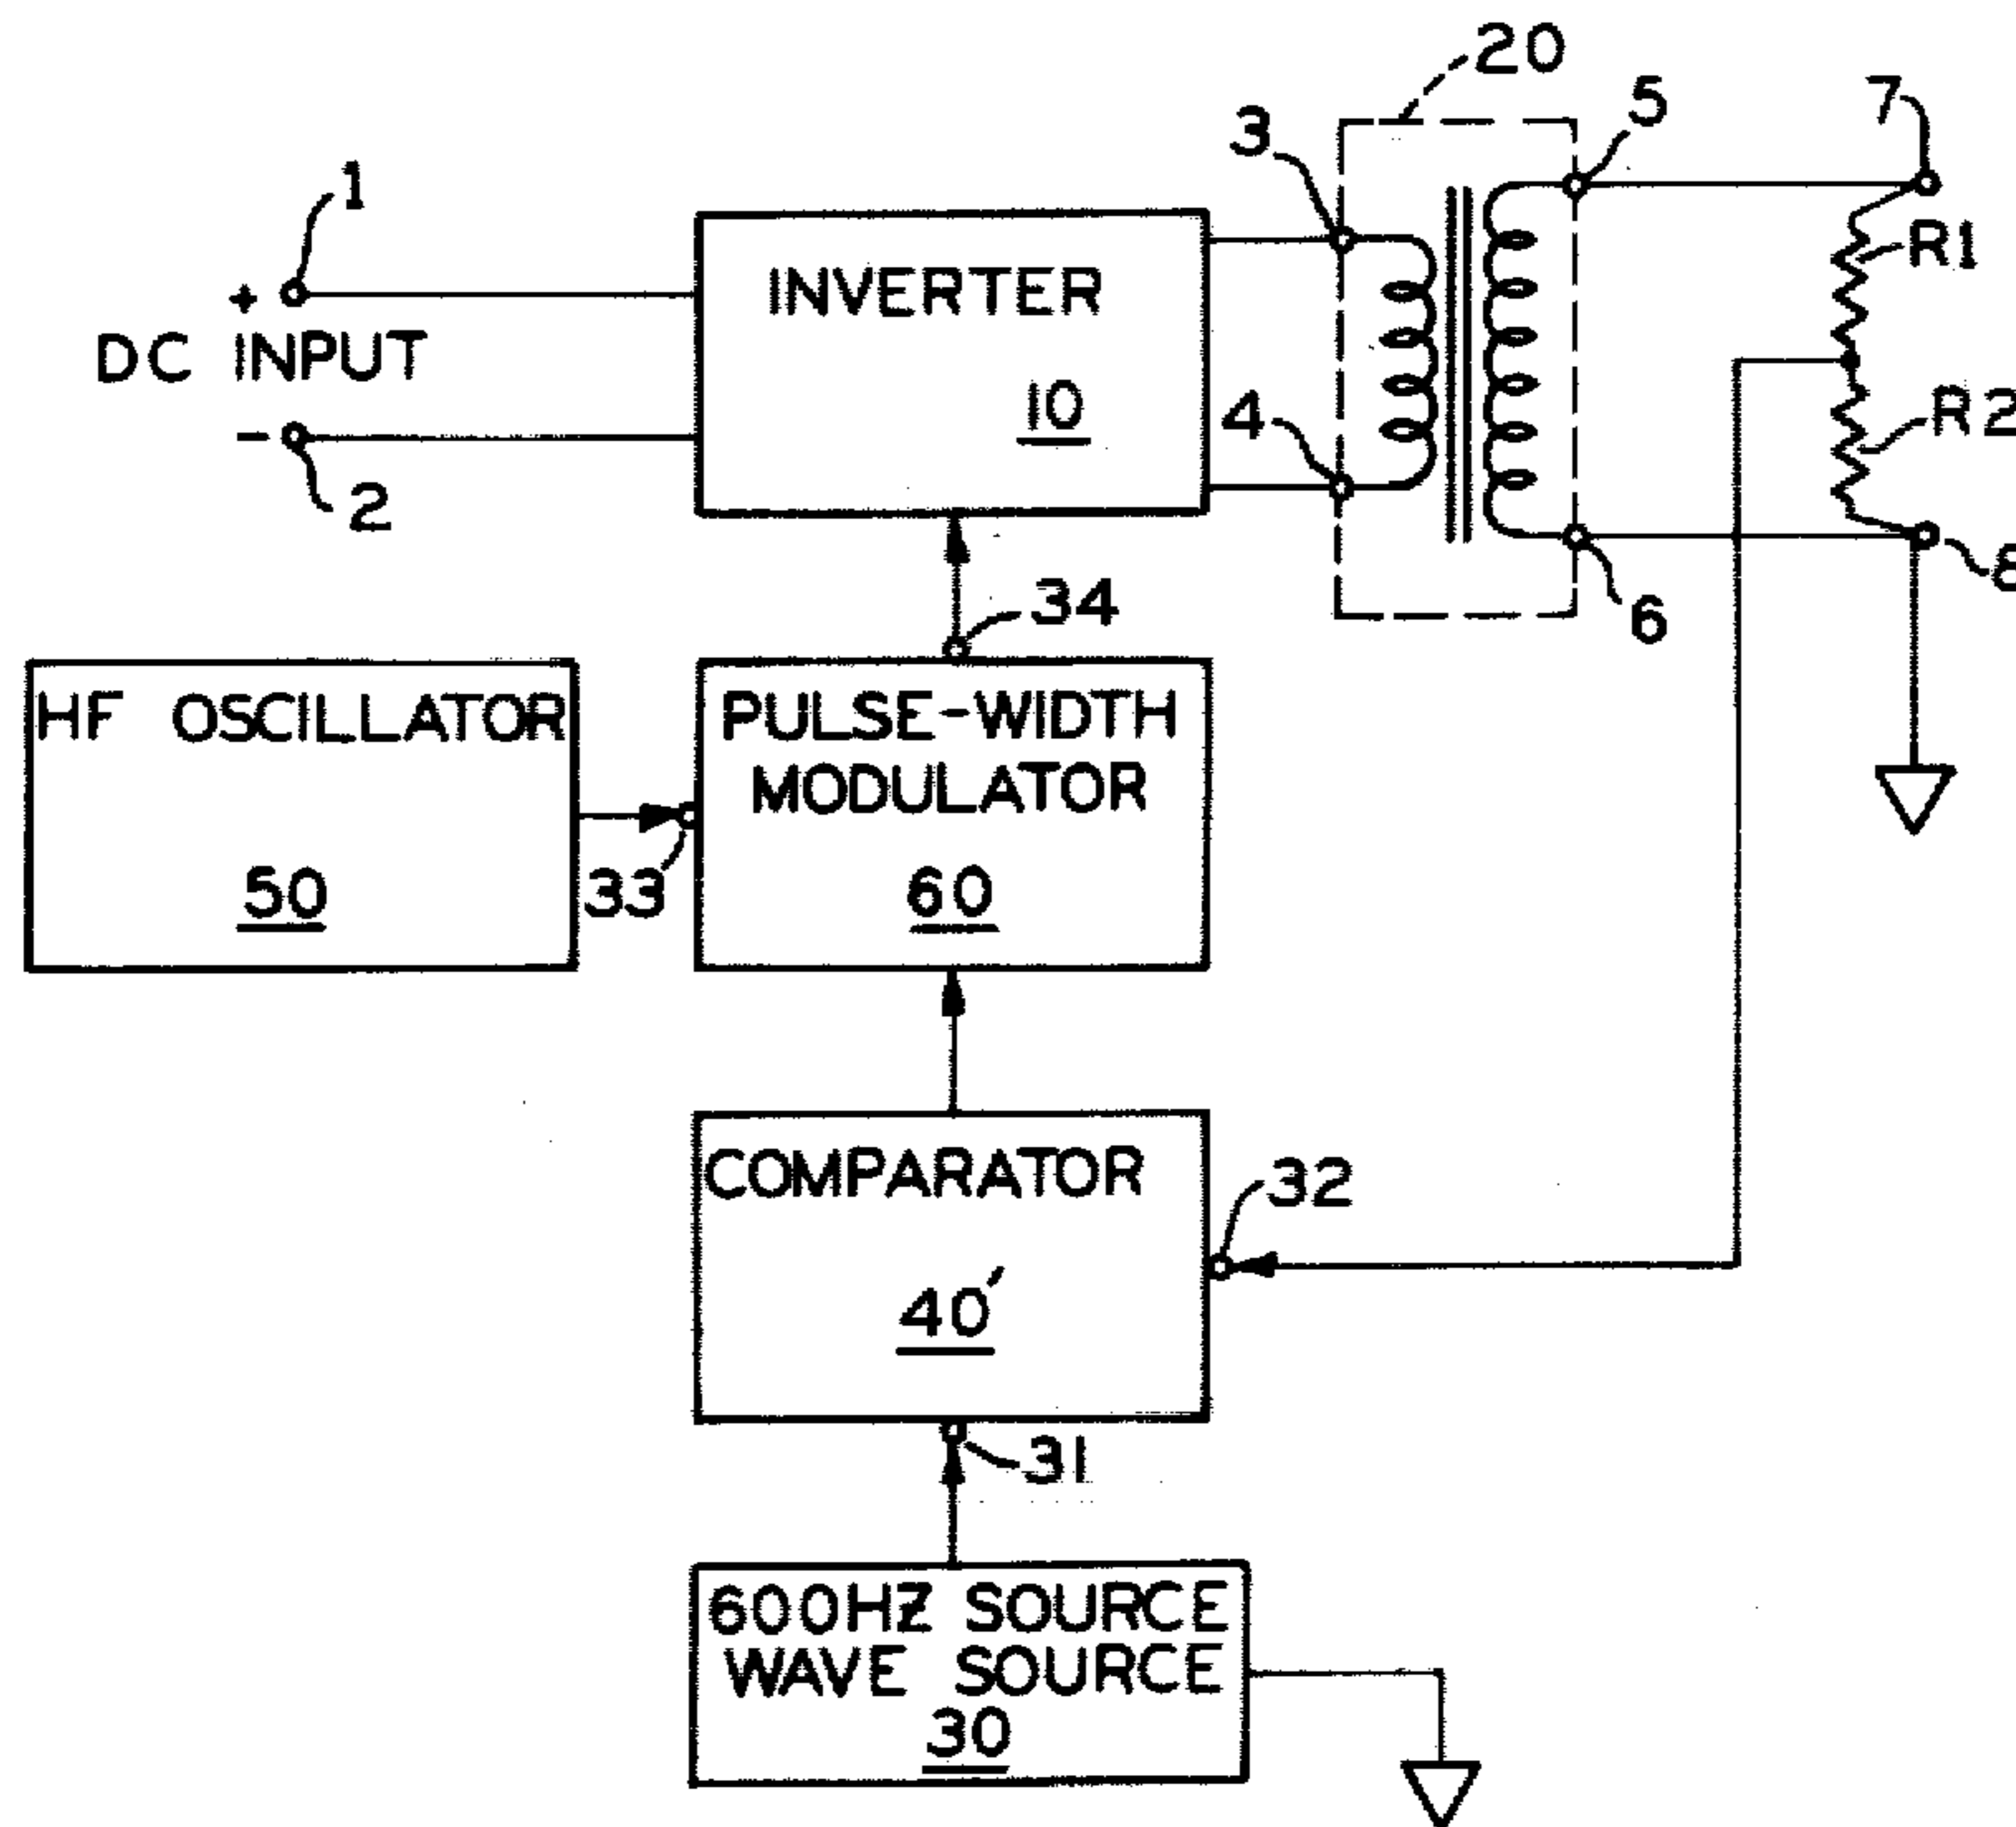 20
5
7
3
1
R1
INVERTER
+
DC INPUT
10
4
R2
-
2
34
8
6
HF OSCILLATOR
PULSE-WIDTH
MODULATOR
50
33
60
COMPARATOR
32
40'
31
600HZ SOURCE
WAVE SOURCE
30